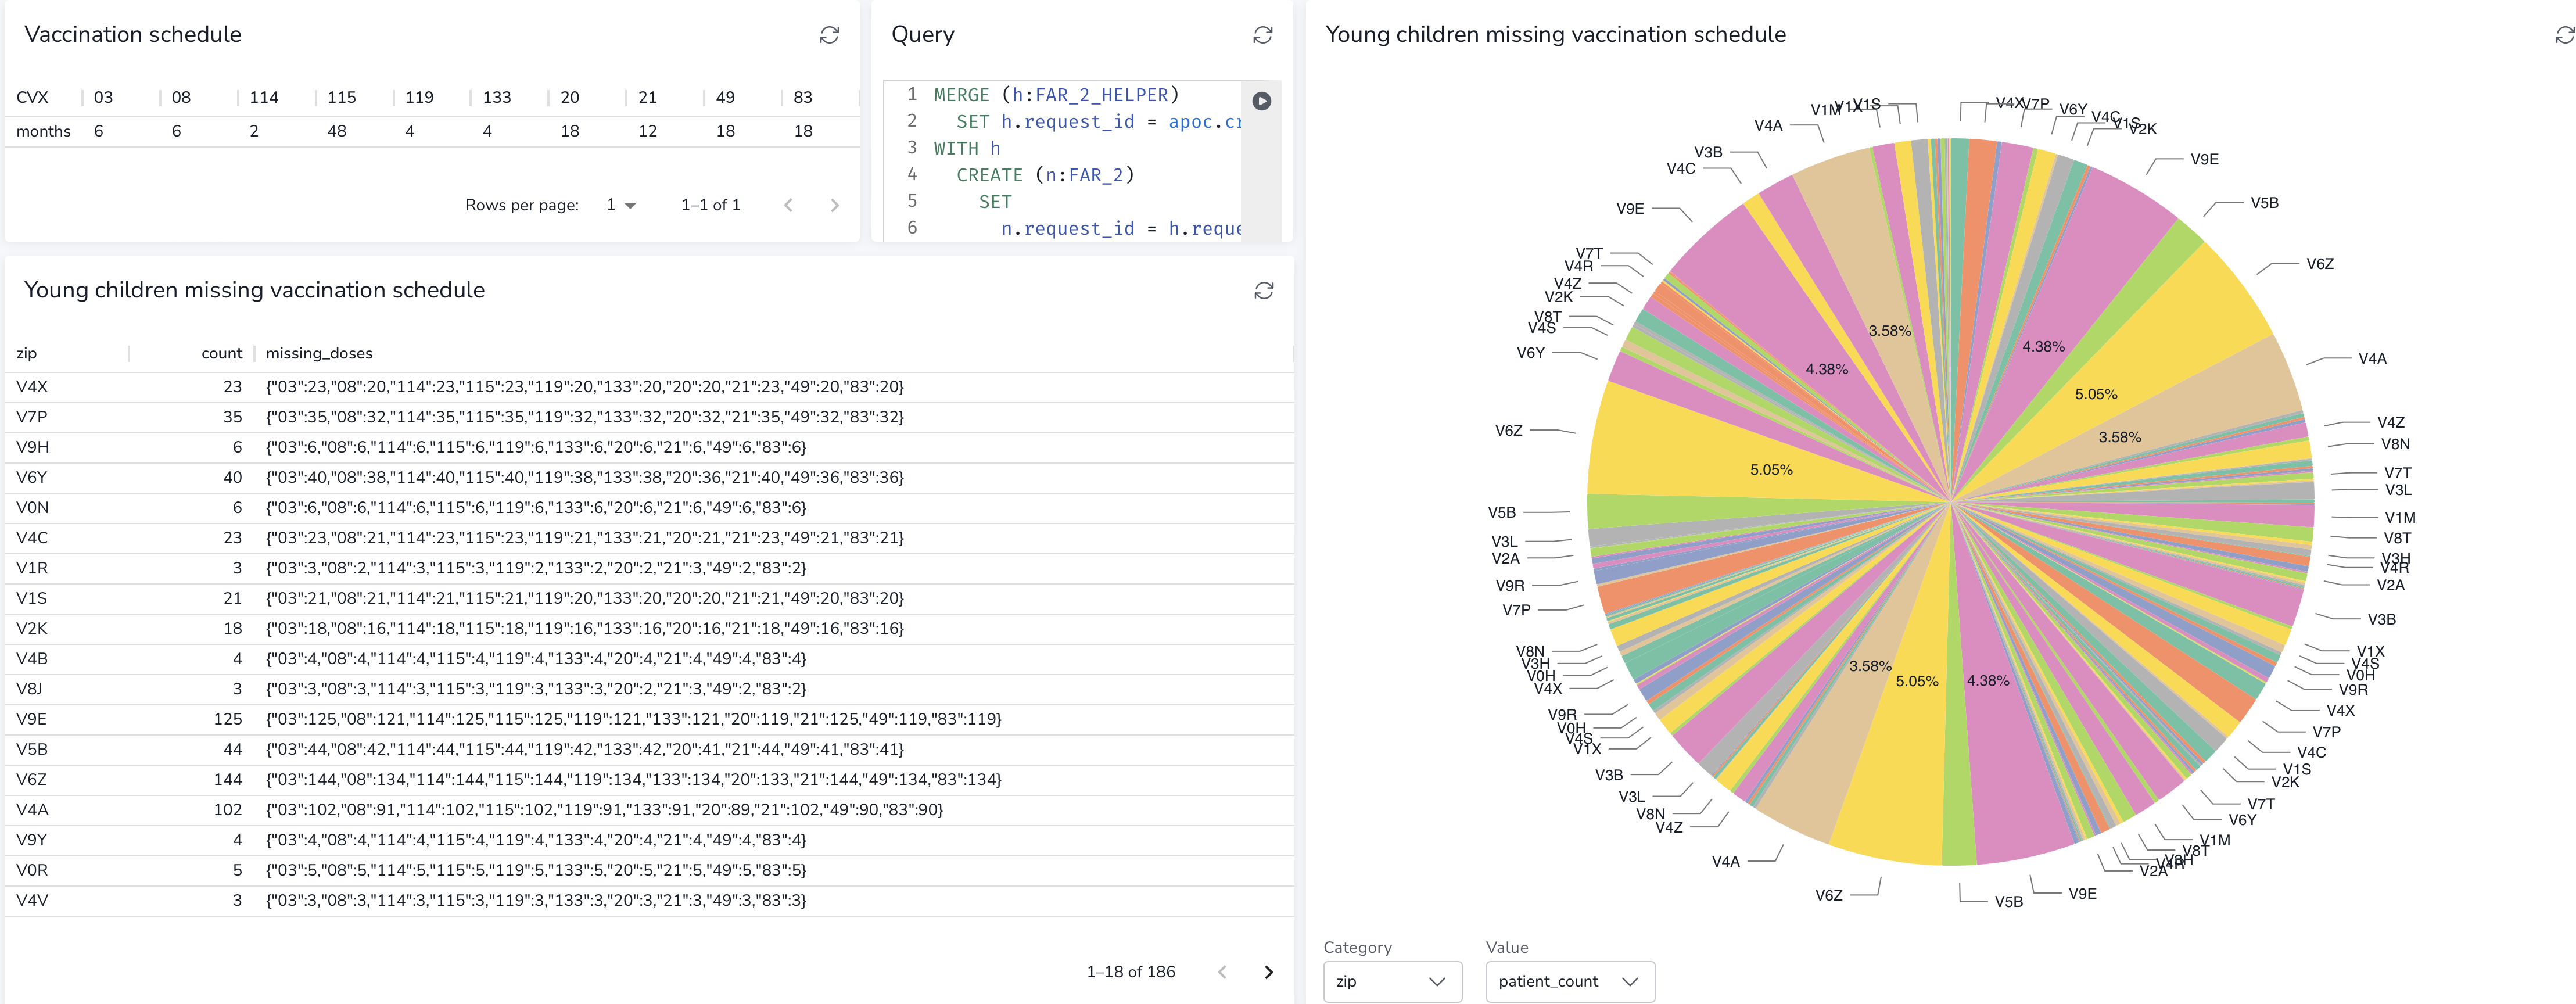 Vaccination schedule
CVX 03 08 114 115 119 133 20 21 49 83
months 6 6 2 48 4 4 18 12 18 18
Rows per page: 1 1–1 of 1
Query
1 MERGE (h:FAR_2_HELPER)
2 SET h.request_id = apoc.cr
3 WITH h
4 CREATE (n:FAR_2)
5 SET
6 n.request_id = h.reque
Young children missing vaccination schedule
zip count missing_doses
V4X 23 {"03":23,"08":20,"114":23,"115":23,"119":20,"133":20,"20":20,"21":23,"49":20,"83":20}
V7P 35 {"03":35,"08":32,"114":35,"115":35,"119":32,"133":32,"20":32,"21":35,"49":32,"83":32}
V9H 6 {"03":6,"08":6,"114":6,"115":6,"119":6,"133":6,"20":6,"21":6,"49":6,"83":6}
V6Y 40 {"03":40,"08":38,"114":40,"115":40,"119":38,"133":38,"20":36,"21":40,"49":36,"83":36}
V0N 6 {"03":6,"08":6,"114":6,"115":6,"119":6,"133":6,"20":6,"21":6,"49":6,"83":6}
V4C 23 {"03":23,"08":21,"114":23,"115":23,"119":21,"133":21,"20":21,"21":23,"49":21,"83":21}
V1R 3 {"03":3,"08":2,"114":3,"115":3,"119":2,"133":2,"20":2,"21":3,"49":2,"83":2}
V1S 21 {"03":21,"08":21,"114":21,"115":21,"119":20,"133":20,"20":20,"21":21,"49":20,"83":20}
V2K 18 {"03":18,"08":16,"114":18,"115":18,"119":16,"133":16,"20":16,"21":18,"49":16,"83":16}
V4B 4 {"03":4,"08":4,"114":4,"115":4,"119":4,"133":4,"20":4,"21":4,"49":4,"83":4}
V8J 3 {"03":3,"08":3,"114":3,"115":3,"119":3,"133":3,"20":2,"21":3,"49":2,"83":2}
V9E 125 {"03":125,"08":121,"114":125,"115":125,"119":121,"133":121,"20":119,"21":125,"49":119,"83":119}
V5B 44 {"03":44,"08":42,"114":44,"115":44,"119":42,"133":42,"20":41,"21":44,"49":41,"83":41}
V6Z 144 {"03":144,"08":134,"114":144,"115":144,"119":134,"133":134,"20":133,"21":144,"49":134,"83":134}
V4A 102 {"03":102,"08":91,"114":102,"115":102,"119":91,"133":91,"20":89,"21":102,"49":90,"83":90}
V9Y 4 {"03":4,"08":4,"114":4,"115":4,"119":4,"133":4,"20":4,"21":4,"49":4,"83":4}
V0R 5 {"03":5,"08":5,"114":5,"115":5,"119":5,"133":5,"20":5,"21":5,"49":5,"83":5}
V4V 3 {"03":3,"08":3,"114":3,"115":3,"119":3,"133":3,"20":3,"21":3,"49":3,"83":3}
1–18 of 186
Young children missing vaccination schedule
V4X
V7P
V6Y
V4C
V1S
V2K
V9E
V5B
V6Z
V4A
V4Z
V8N
V7T
V3L
V1M
V8T
V3H
V4R
V2A
V3B
V1X
V4S
V0H
V9R
V4X
V7P
V4C
V1S
V2K
V7T
V6Y
V1M
V8T
V3H
V4R
V2A
V9E
V5B
V6Z
V4A
V4Z
V8N
V3L
V3B
V1X
V4S
V0H
V9R
V4X
V0H
V3H
V8N
V7P
V9R
V2A
V3L
V5B
V6Z
V6Y
V4S
V8T
V2K
V4Z
V4R
V7T
V9E
V4C
V3B
V4A
V1M
V1X
V1S
3.58%
4.38%
5.05%
4.38%
5.05%
3.58%
3.58%
5.05%
4.38%
Category Value
zip patient_count